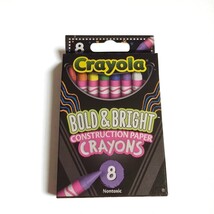 8
Crayola
BOLD & BRIGHT
CONSTRUCTION PAPER
CRAYONS
8
Nontoxic